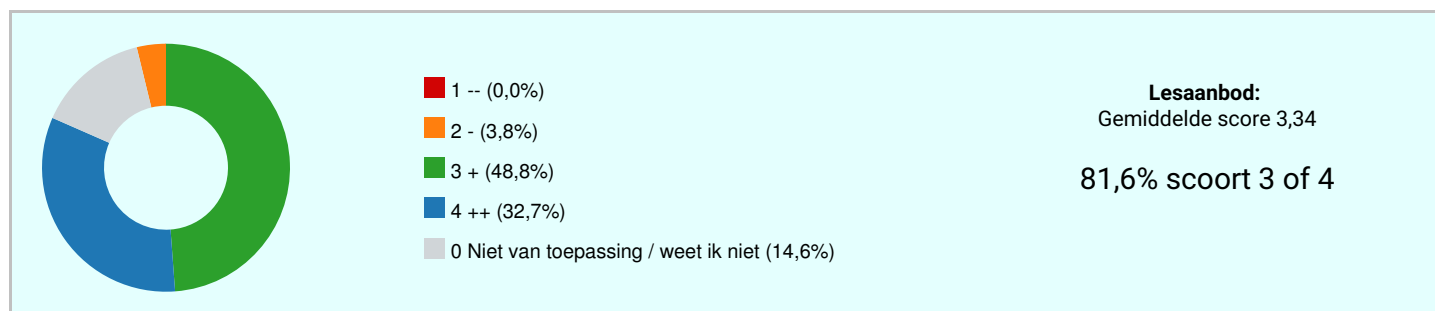 1 -- (0,0%)
2 - (3,8%)
3 + (48,8%)
4 ++ (32,7%)
0 Niet van toepassing / weet ik niet (14,6%)
Lesaanbod:
Gemiddelde score 3,34
81,6% scoort 3 of 4